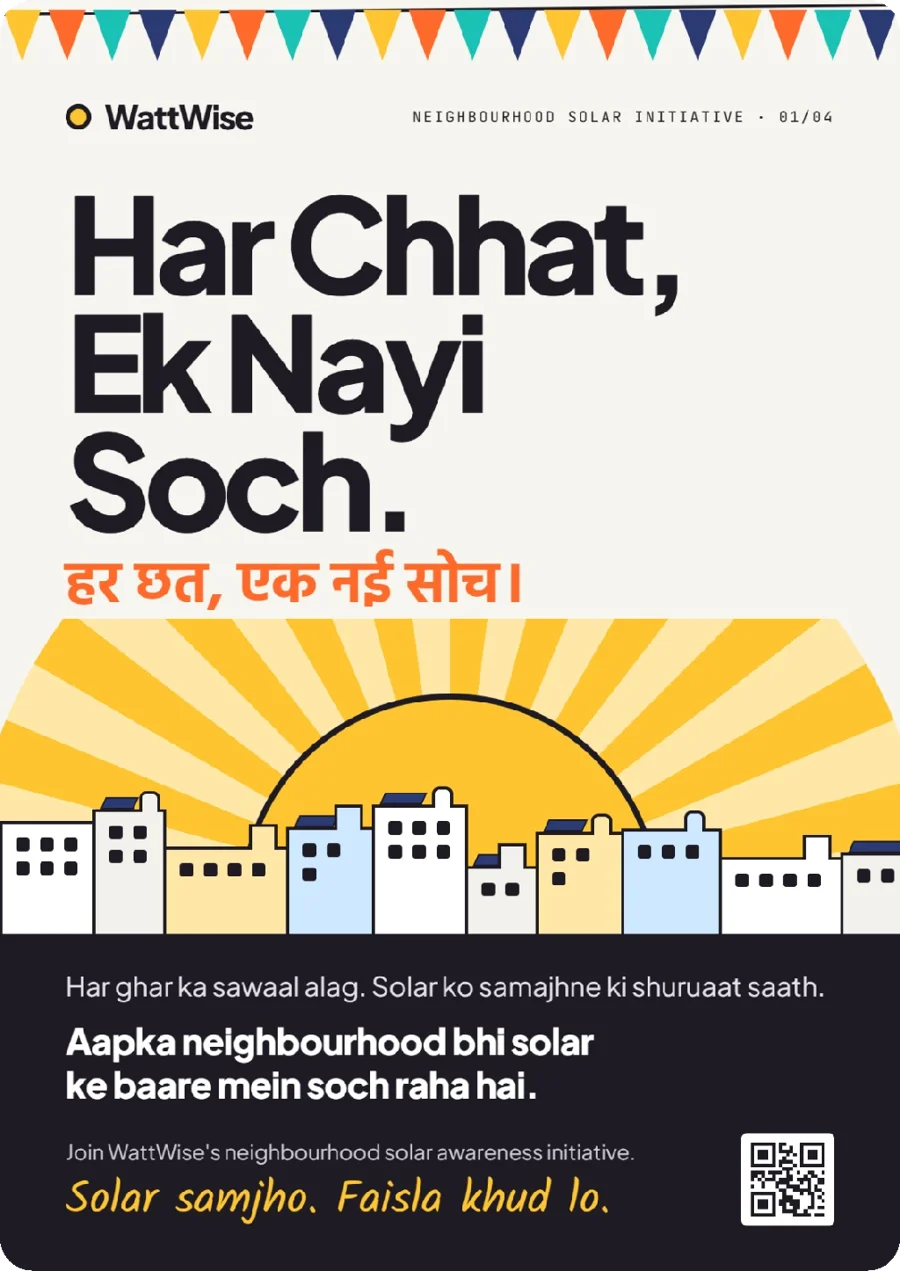 WattWise
NEIGHBOURHOOD SOLAR INITIATIVE · 01/04
Har Chhat,
Ek Nayi
Soch.
हर छत, एक नई सोच।
Har ghar ka sawaal alag. Solar ko samajhne ki shuruaat saath.
Aapka neighbourhood bhi solar
ke baare mein soch raha hai.
Join WattWise's neighbourhood solar awareness initiative.
Solar samjho. Faisla khud lo.